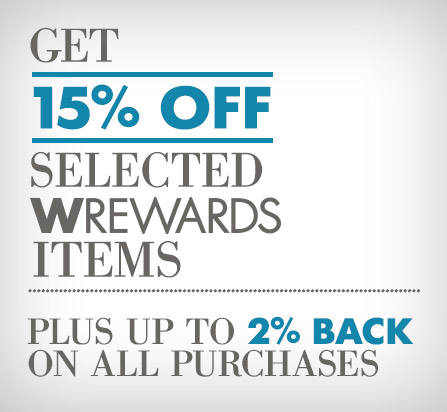 GET
15% OFF
SELECTED
WREWARDS
ITEMS
PLUS UP TO 2% BACK
ON ALL PURCHASES